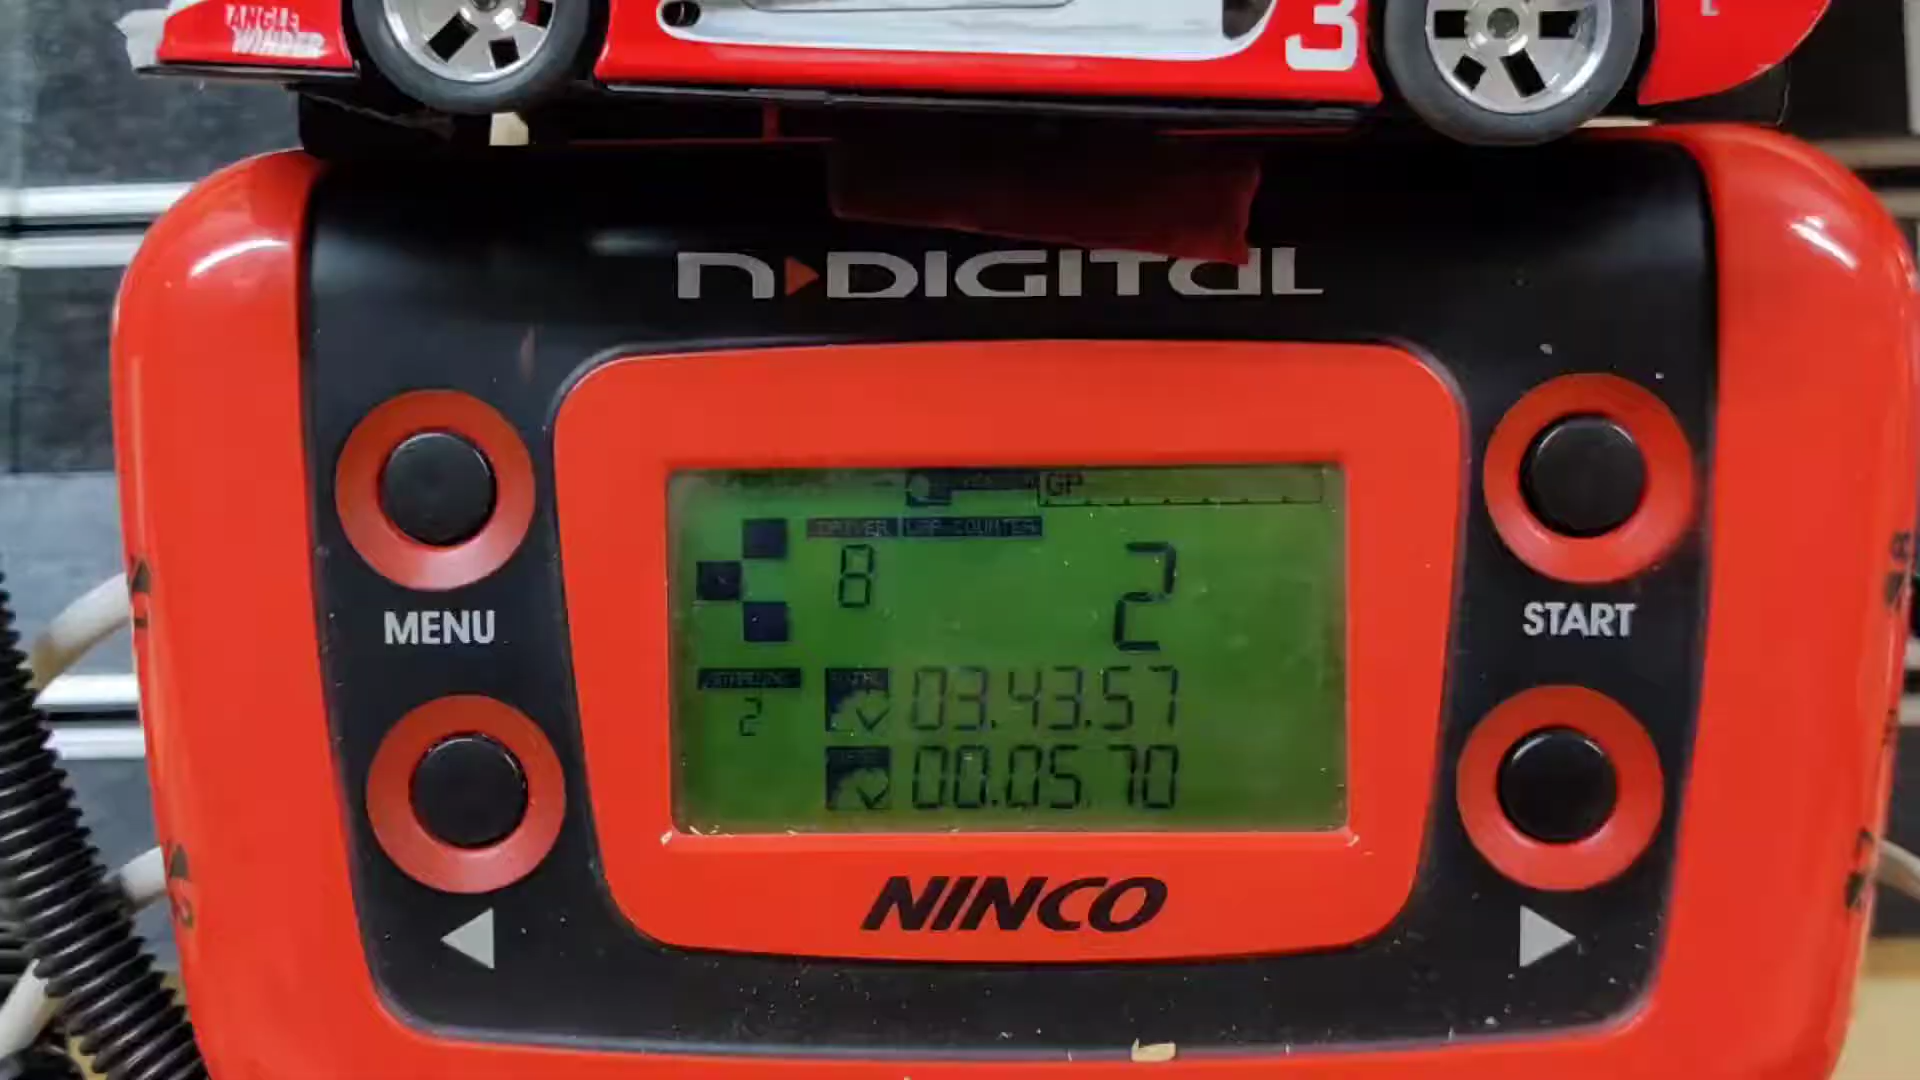 ANGLE
WINDER
3
n DIGITAL
GP
DRIVER LAP COUNTER
8 2
MENU
START
2
03.43.57
00.05.70
NINCO